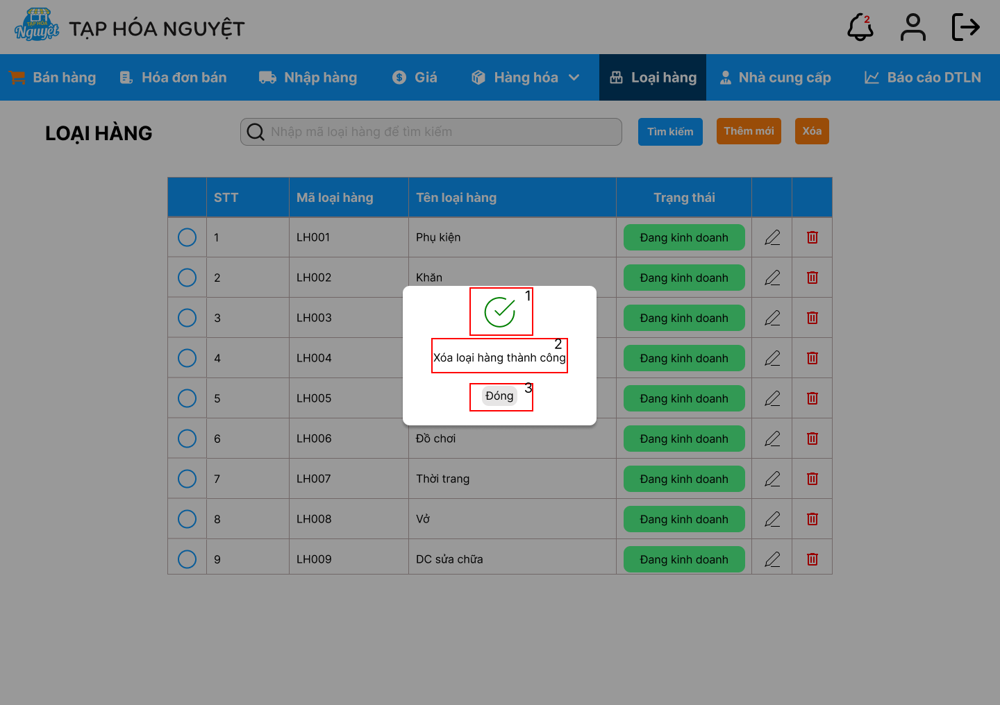 TẠP HÓA
Nguyệt
TẠP HÓA NGUYỆT
2
Bán hàng
Hóa đơn bán
Nhập hàng
Giá
Hàng hóa
Loại hàng
Nhà cung cấp
Báo cáo DTLN
LOẠI HÀNG
Nhập mã loại hàng để tìm kiếm
Tìm kiếm
Thêm mới
Xóa
STT Mã loại hàng Tên loại hàng Trạng thái
1 LH001 Phụ kiện Đang kinh doanh
2 LH002 Khăn Đang kinh doanh
3 LH003 Đang kinh doanh
4 LH004 Đang kinh doanh
5 LH005 Đang kinh doanh
6 LH006 Đồ chơi Đang kinh doanh
7 LH007 Thời trang Đang kinh doanh
8 LH008 Vở Đang kinh doanh
9 LH009 DC sửa chữa Đang kinh doanh
1
2
Xóa loại hàng thành công
3
Đóng